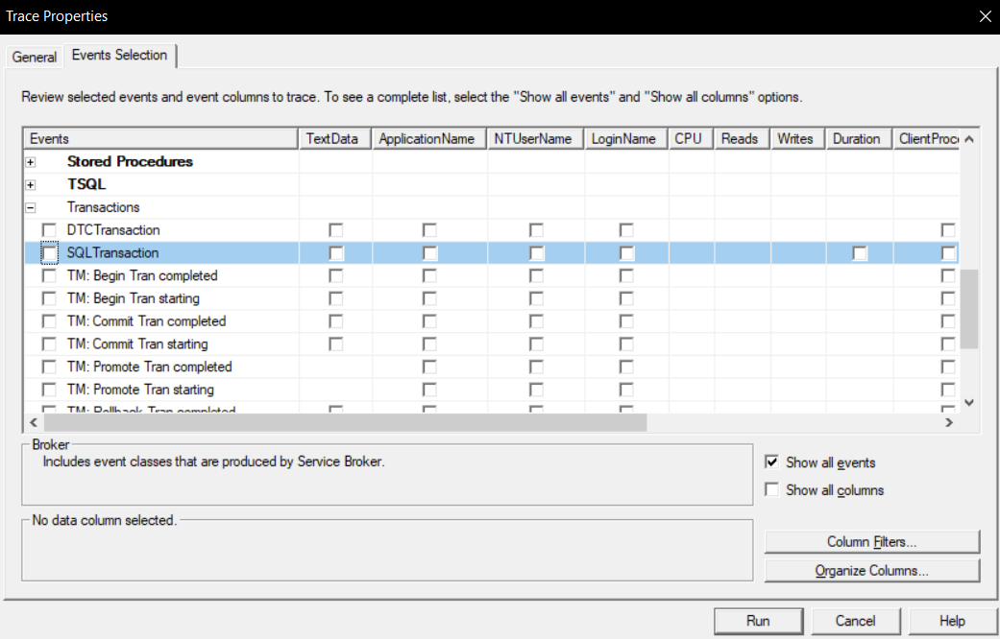 Trace Properties
General Events Selection
Review selected events and event columns to trace. To see a complete list, select the "Show all events" and "Show all columns" options.
Events TextData ApplicationName NTUserName LoginName CPU Reads Writes Duration ClientProce
Stored Procedures
TSQL
Transactions
DTCTransaction
SQLTransaction
TM: Begin Tran completed
TM: Begin Tran starting
TM: Commit Tran completed
TM: Commit Tran starting
TM: Promote Tran completed
TM: Promote Tran starting
TM: Rollback Tran completed
Broker
Includes event classes that are produced by Service Broker.
Show all events
Show all columns
No data column selected.
Column Filters...
Organize Columns...
Run Cancel Help